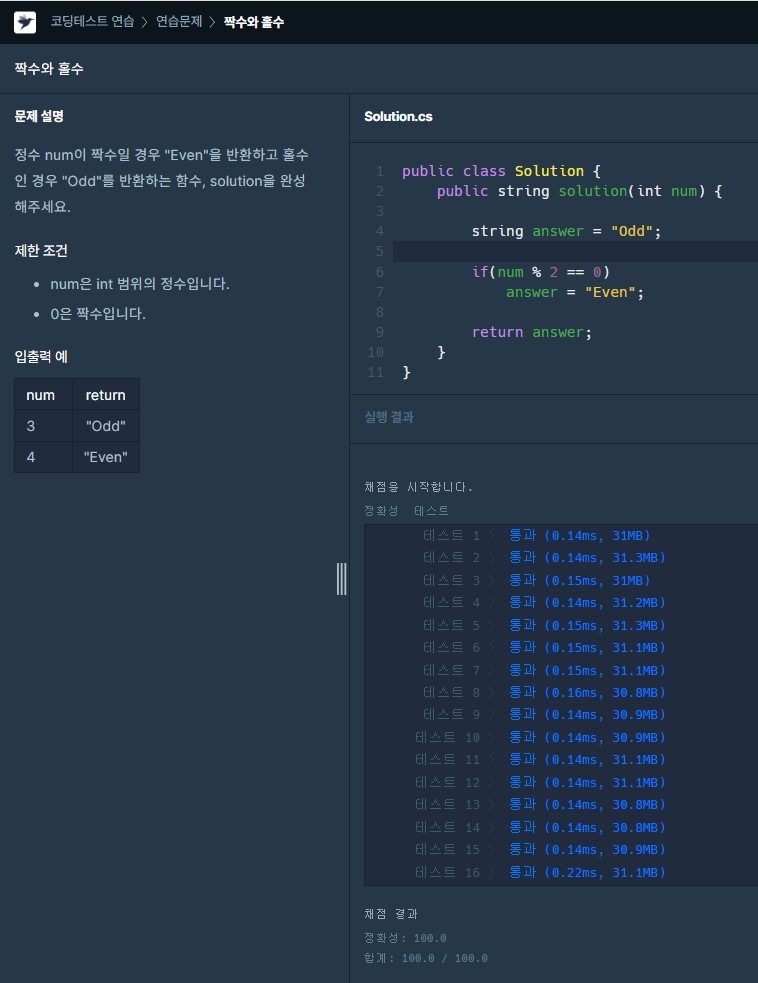 코딩테스트 연습 > 연습문제 > 짝수와 홀수
짝수와 홀수
문제 설명
정수 num이 짝수일 경우 "Even"을 반환하고 홀수
인 경우 "Odd"를 반환하는 함수, solution을 완성
해주세요.
제한 조건
• num은 int 범위의 정수입니다.
• 0은 짝수입니다.
입출력 예
num return
3 "Odd"
4 "Even"
Solution.cs
1 public class Solution {
2     public string solution(int num) {
3
4         string answer = "Odd";
5
6         if(num % 2 == 0)
7             answer = "Even";
8
9         return answer;
10     }
11 }
실행 결과
채점을 시작합니다.
정확성 테스트
테스트 1 > 통과 (0.14ms, 31MB)
테스트 2 > 통과 (0.14ms, 31.3MB)
테스트 3 > 통과 (0.15ms, 31MB)
테스트 4 > 통과 (0.14ms, 31.2MB)
테스트 5 > 통과 (0.15ms, 31.3MB)
테스트 6 > 통과 (0.15ms, 31.1MB)
테스트 7 > 통과 (0.15ms, 31.1MB)
테스트 8 > 통과 (0.16ms, 30.8MB)
테스트 9 > 통과 (0.14ms, 30.9MB)
테스트 10 > 통과 (0.14ms, 30.9MB)
테스트 11 > 통과 (0.14ms, 31.1MB)
테스트 12 > 통과 (0.14ms, 31.1MB)
테스트 13 > 통과 (0.14ms, 30.8MB)
테스트 14 > 통과 (0.14ms, 30.8MB)
테스트 15 > 통과 (0.14ms, 30.9MB)
테스트 16 > 통과 (0.22ms, 31.1MB)
채점 결과
정확성: 100.0
합계: 100.0 / 100.0